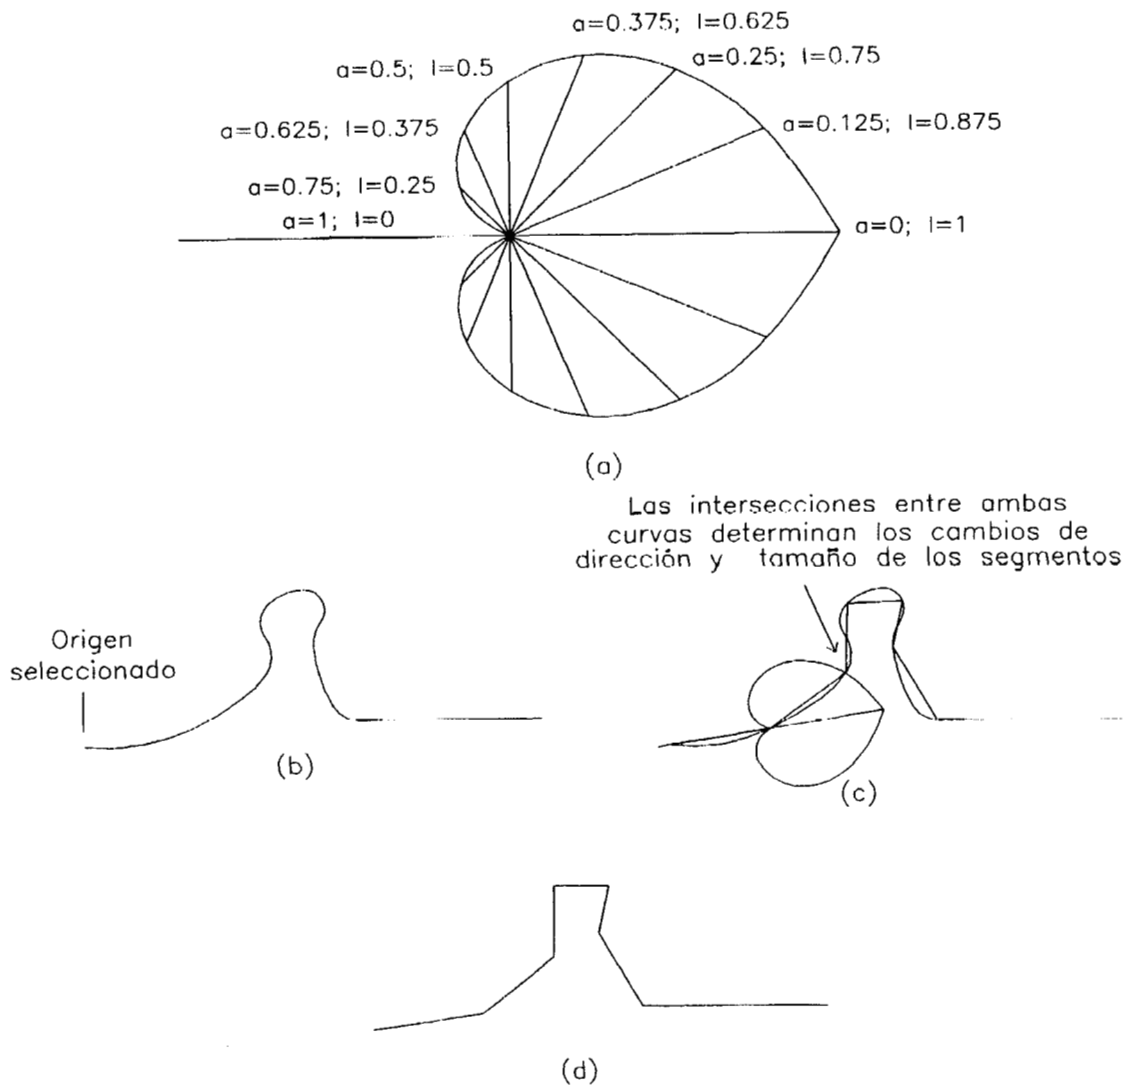 a=0.375; l=0.625
a=0.25; l=0.75
a=0.5; l=0.5
a=0.625; l=0.375
a=0.125; l=0.875
a=0.75; l=0.25
a=1; l=0
a=0; l=1
(a)
Las intersecciones entre ambas
curvas determinan los cambios de
dirección y tamaño de los segmentos
Origen
seleccionado
(b)
(c)
(d)